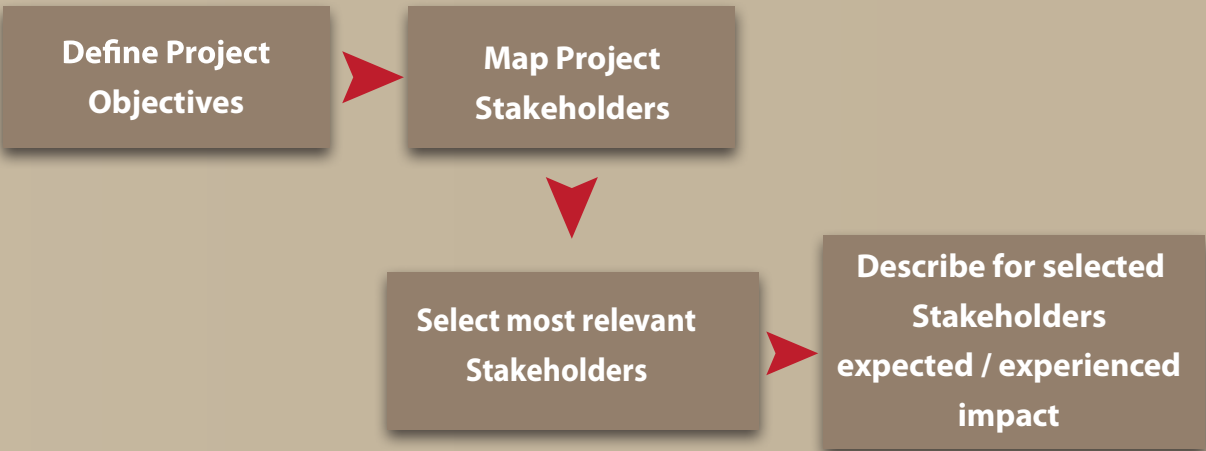 Define Project
Objectives
Map Project
Stakeholders
Select most relevant
Stakeholders
Describe for selected
Stakeholders
expected / experienced
impact